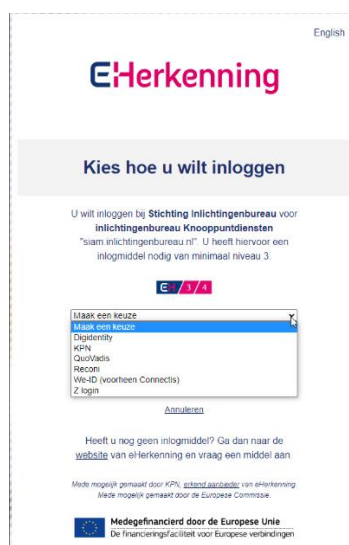 English
eHerkenning
Kies hoe u wilt inloggen
U wilt inloggen bij Stichting Inlichtingenbureau voor
inlichtingenbureau Knooppuntdiensten
"siam.inlichtingenbureau.nl". U heeft hiervoor een
inlogmiddel nodig van minimaal niveau 3.
eH/3/4
Maak een keuze
Maak een keuze
Digidentity
KPN
QuoVadis
Reconi
We-ID (voorheen Connectis)
Z login
Annuleren
Heeft u nog geen inlogmiddel? Ga dan naar de
website van eHerkenning en vraag een middel aan.
Mede mogelijk gemaakt door KPN, erkend aanbieder van eHerkenning.
Mede mogelijk gemaakt door de Europese Commissie.
Medegefinancierd door de Europese Unie
De financieringsfaciliteit voor Europese verbindingen